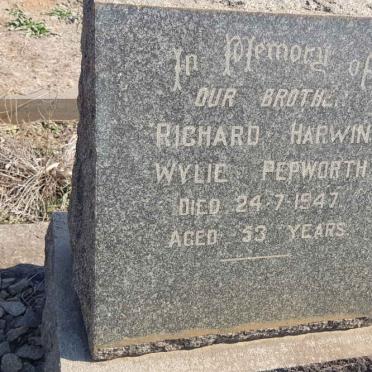 In Memory of
OUR BROTHER
RICHARD HARWIN
WYLIE PEPWORTH
DIED 24-7-1947
AGED 53 YEARS